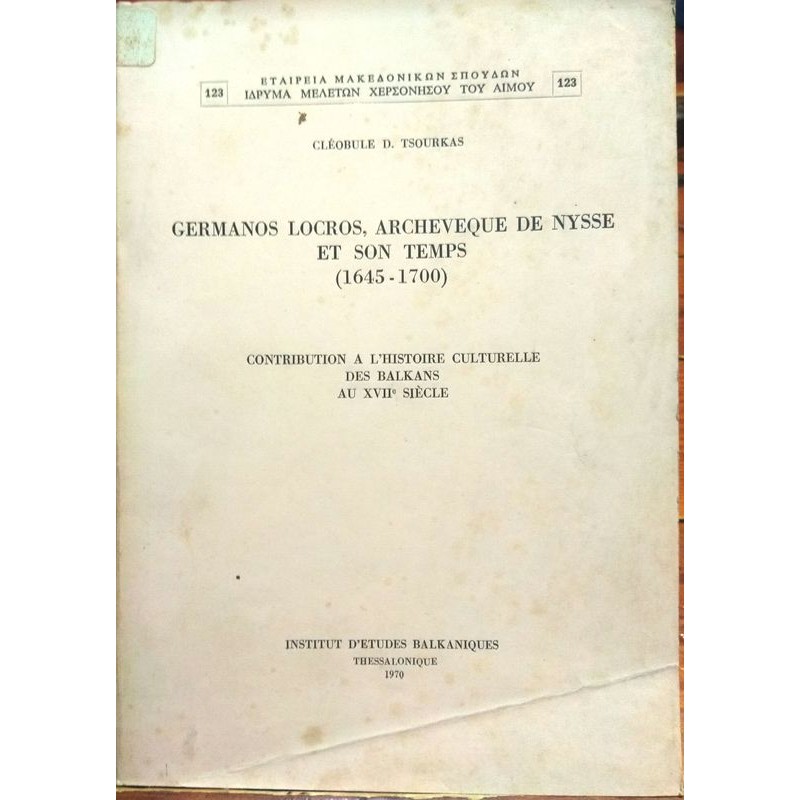 ΕΤΑΙΡΕΙΑ ΜΑΚΕΔΟΝΙΚΩΝ ΣΠΟΥΔΩΝ
123 ΙΔΡΥΜΑ ΜΕΛΕΤΩΝ ΧΕΡΣΟΝΗΣΟΥ ΤΟΥ ΑΙΜΟΥ 123
CLÉOBULE D. TSOURKAS
GERMANOS LOCROS, ARCHEVEQUE DE NYSSE
ET SON TEMPS
(1645-1700)
CONTRIBUTION A L'HISTOIRE CULTURELLE
DES BALKANS
AU XVIIᵉ SIÈCLE
INSTITUT D'ETUDES BALKANIQUES
THESSALONIQUE
1970